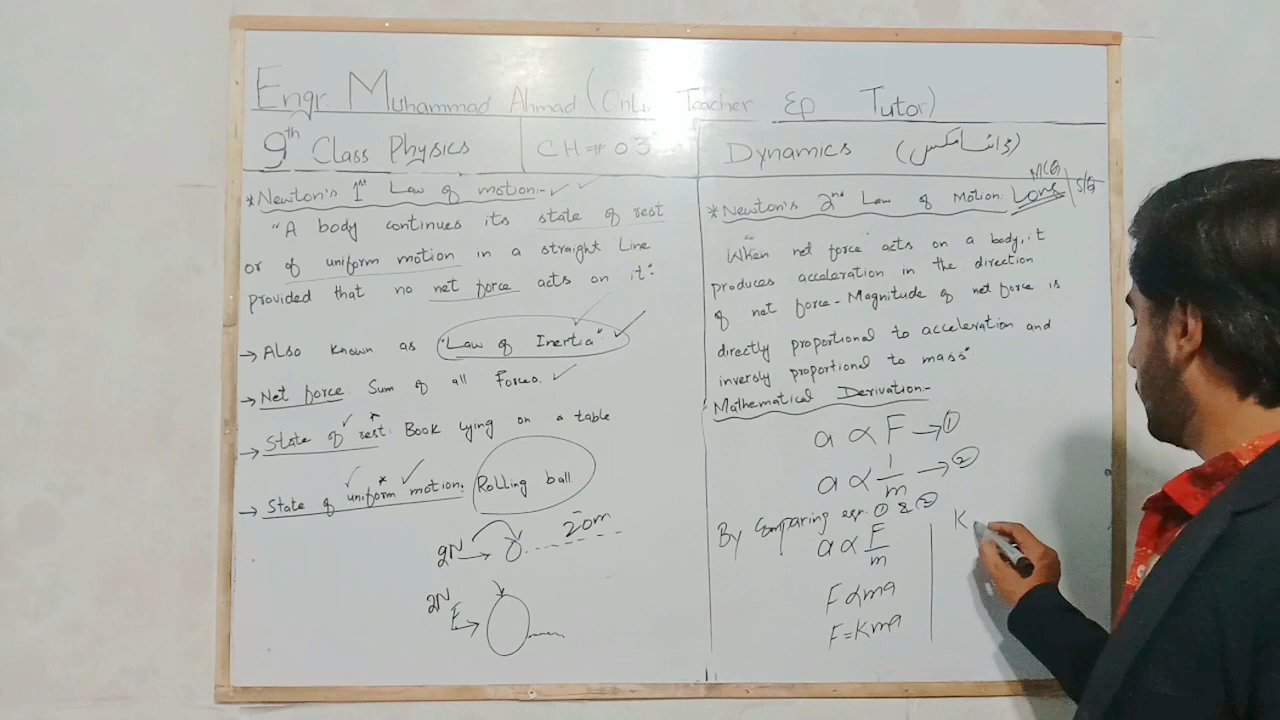 Engr. Muhammad Ahmad (Teacher Ep Tutor)
9th Class Physics
CH # 03
Dynamics (ڈائنامکس)
*Newton's 1st Law of motion:-
"A body continues its state of rest
or of uniform motion in a straight Line
provided that no net force acts on it".
→ Also known as "Law of Inertia".
→ Net force Sum of all Forces.
→ State of rest. Book lying on a table
→ State of uniform motion. Rolling ball
2N
20m
2N
F
MCQ
*Newton's 2nd Law of Motion: Long S/Q
"When net force acts on a body, it
produces acceleration in the direction
of net force - Magnitude of net force is
directly proportional to acceleration and
inversly proportional to mass".
Mathematical Derivation:-
a ∝ F → ①
a ∝ 1/m → ②
By Comparing eqn. ① & ②
a ∝ F/m
F ∝ ma
F = Kma
K